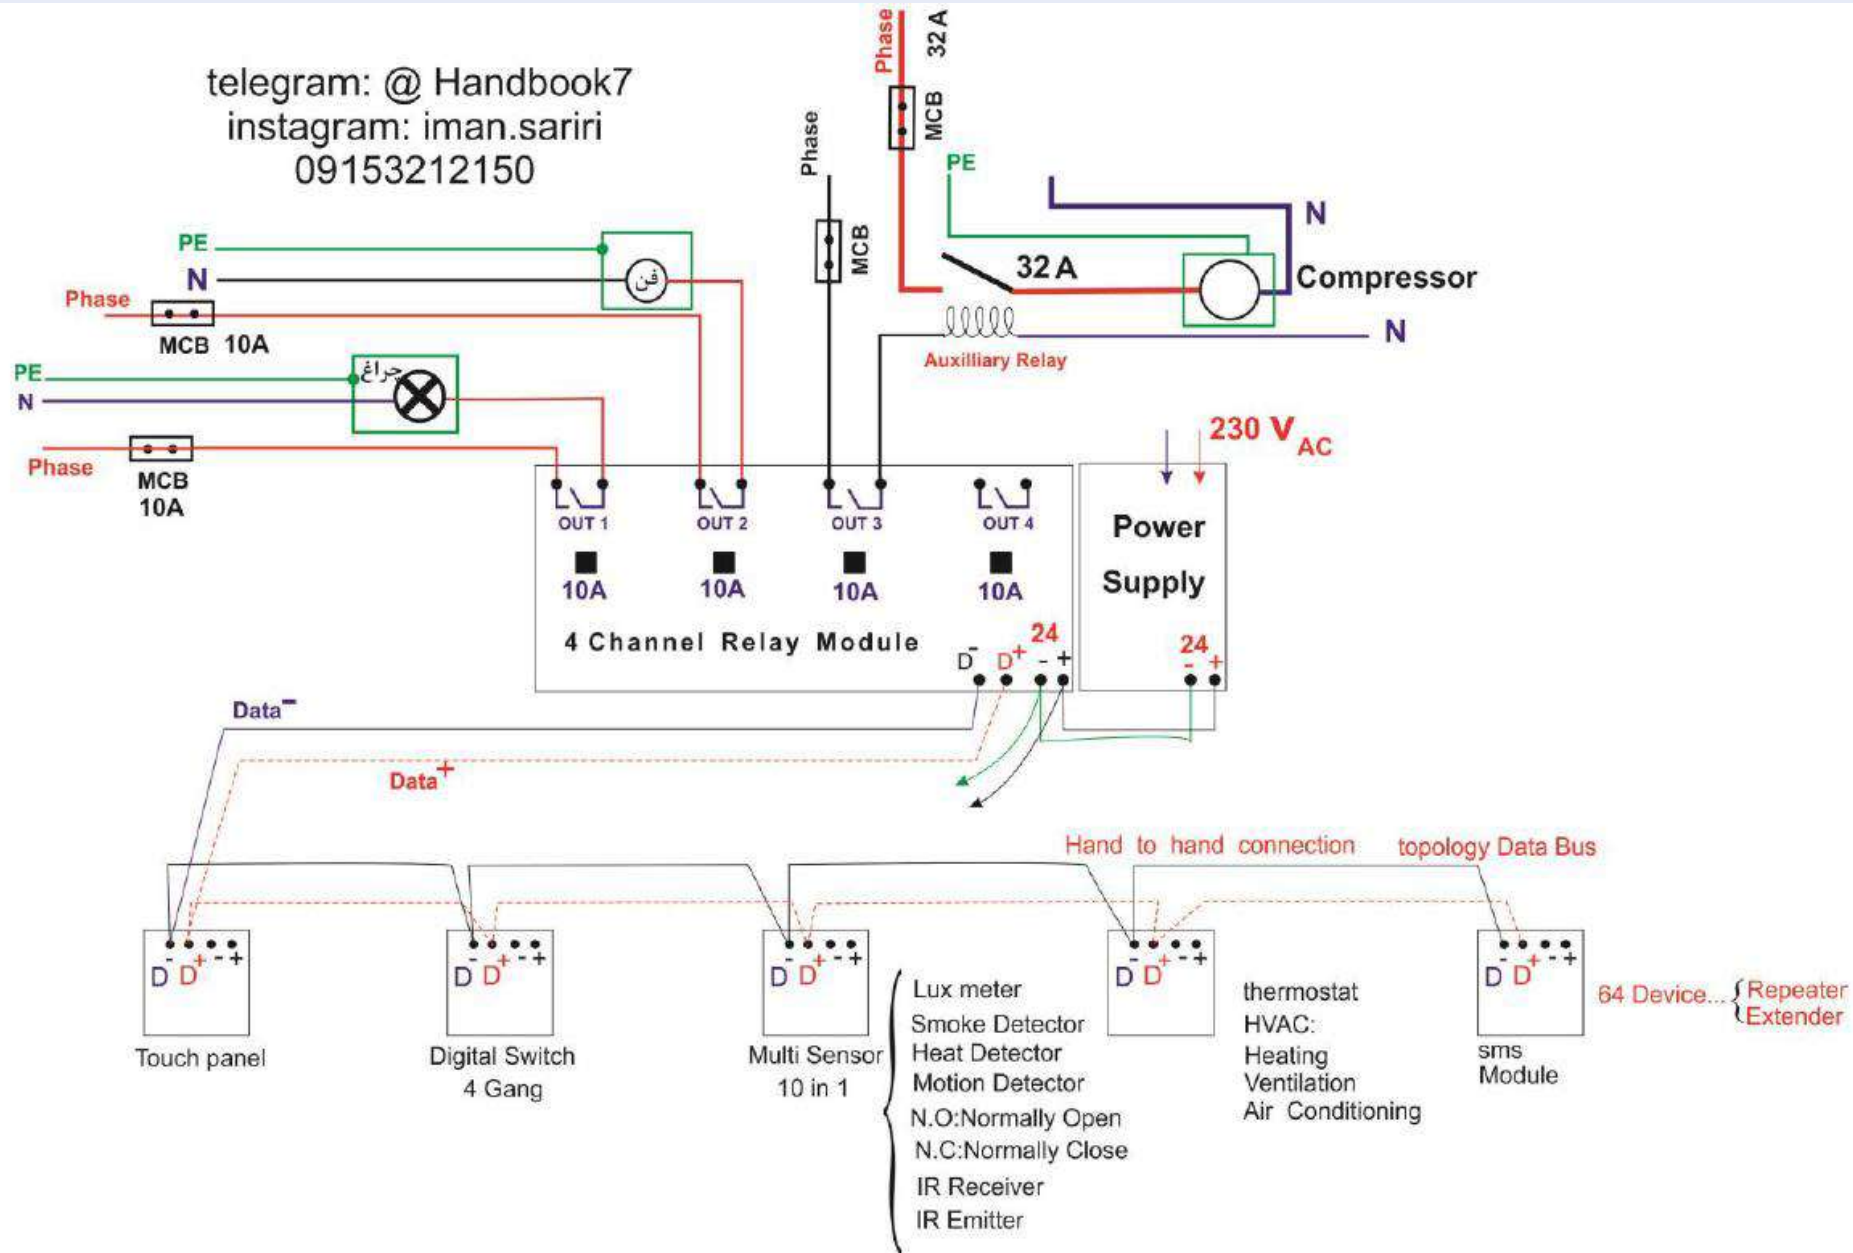 telegram: @ Handbook7
instagram: iman.sariri
09153212150
Phase
32 A
MCB
Phase
MCB
PE
N
32 A
Compressor
N
Auxilliary Relay
PE
N
فن
Phase
MCB 10A
PE
چراغ
N
Phase
MCB
10A
230 V AC
OUT 1
OUT 2
OUT 3
OUT 4
10A
10A
10A
10A
4 Channel Relay Module
D- D+ 24 - +
Power
Supply
24
- +
Data-
Data+
Hand to hand connection topology Data Bus
D- D+ - +
D- D+ - +
D- D+ - +
D- D+ - +
D- D+ - +
Touch panel
Digital Switch
4 Gang
Multi Sensor
10 in 1
Lux meter
Smoke Detector
Heat Detector
Motion Detector
N.O:Normally Open
N.C:Normally Close
IR Receiver
IR Emitter
thermostat
HVAC:
Heating
Ventilation
Air Conditioning
sms
Module
64 Device... { Repeater
{ Extender